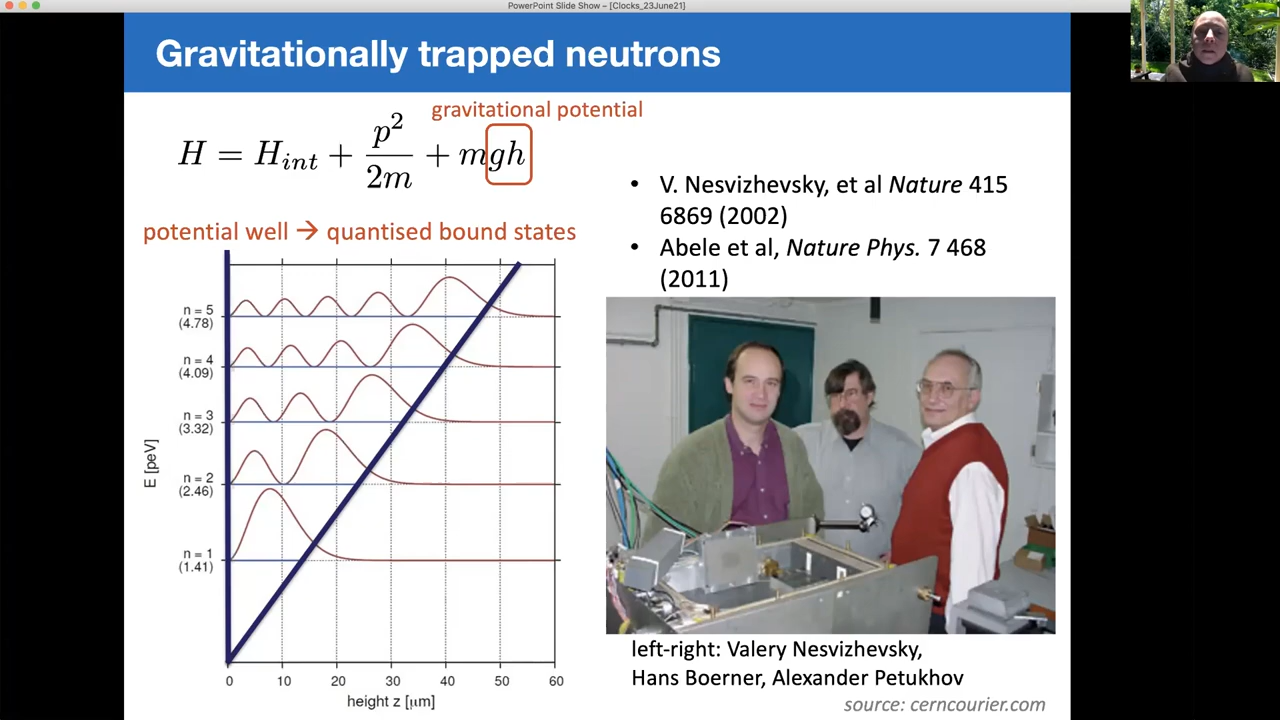 PowerPoint Slide Show – [Clocks_23June21]
Gravitationally trapped neutrons
gravitational potential
H = H_int + p^2/2m + mgh
potential well → quantised bound states
• V. Nesvizhevsky, et al Nature 415
6869 (2002)
• Abele et al, Nature Phys. 7 468
(2011)
n = 5
(4.78)
n = 4
(4.09)
n = 3
(3.32)
n = 2
(2.46)
n = 1
(1.41)
E [peV]
0 10 20 30 40 50 60
height z [μm]
left-right: Valery Nesvizhevsky,
Hans Boerner, Alexander Petukhov
source: cerncourier.com